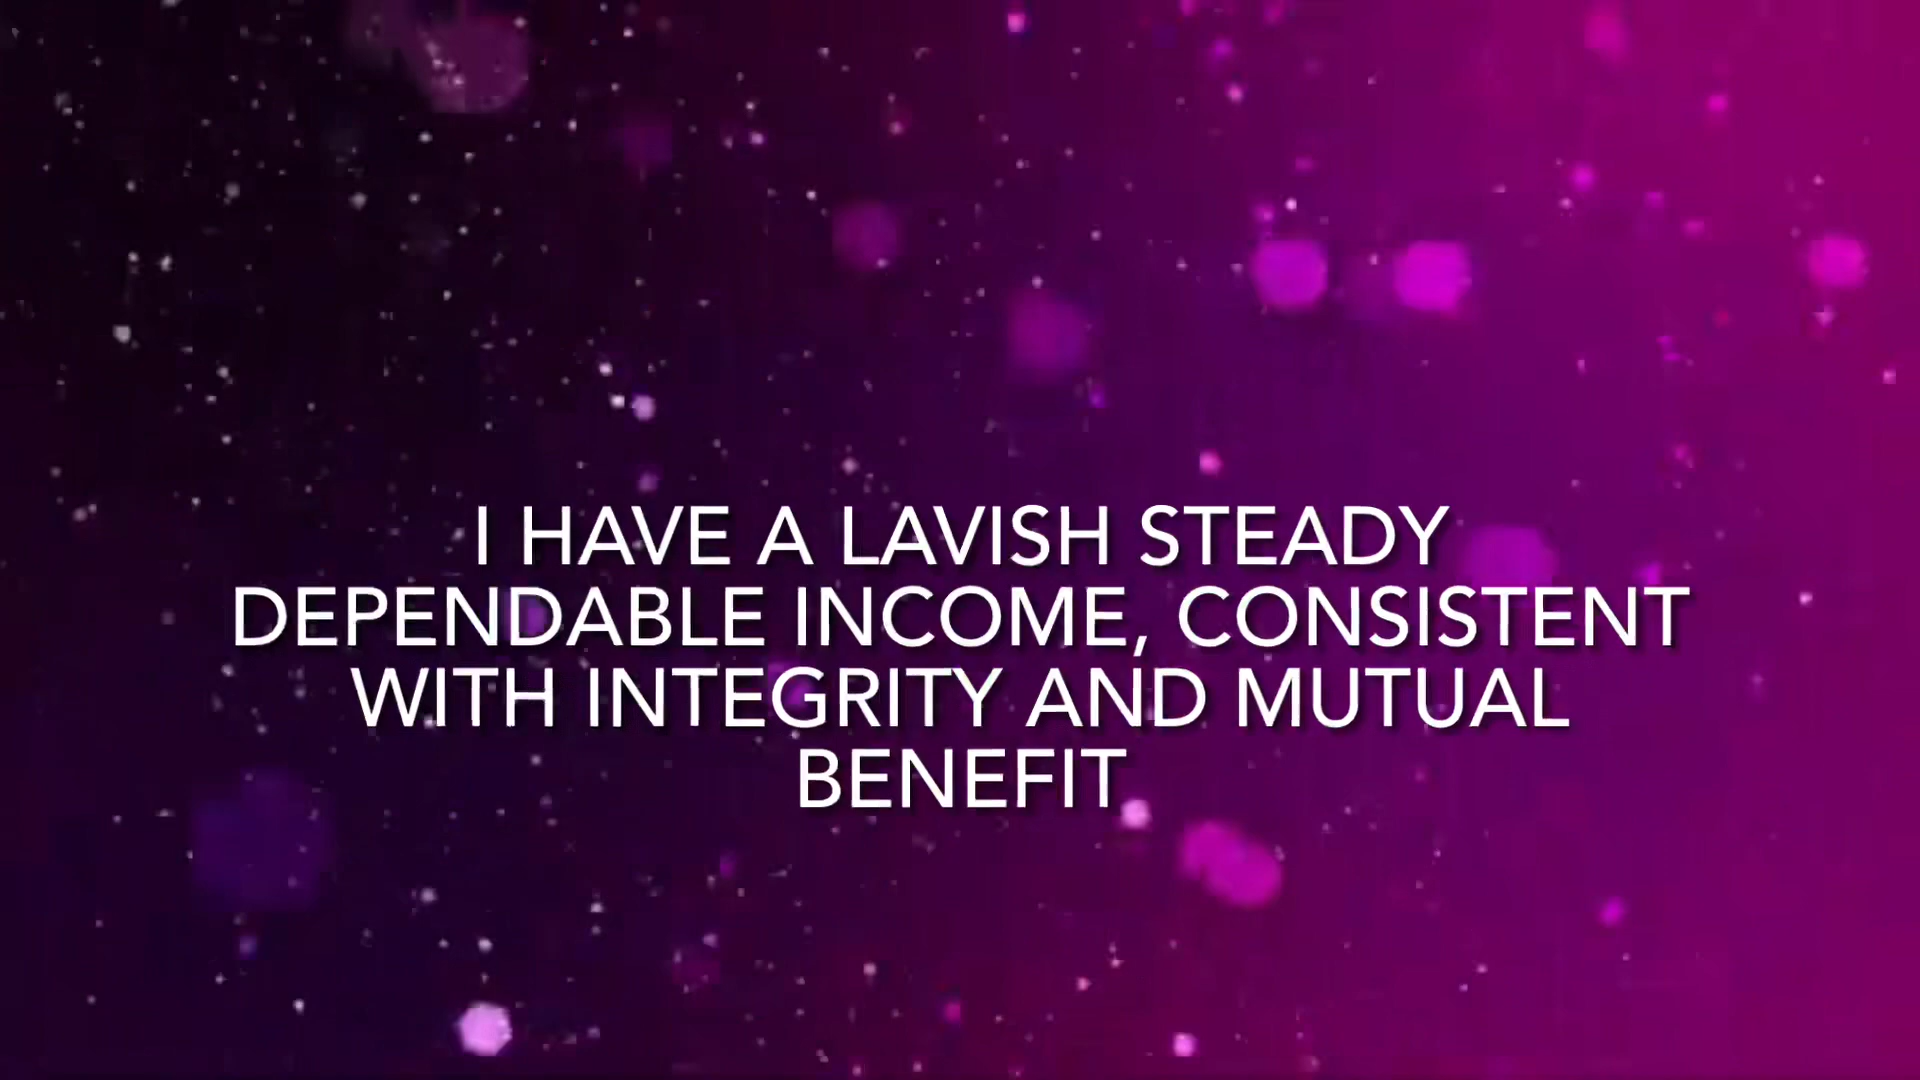 I HAVE A LAVISH STEADY
DEPENDABLE INCOME, CONSISTENT
WITH INTEGRITY AND MUTUAL
BENEFIT